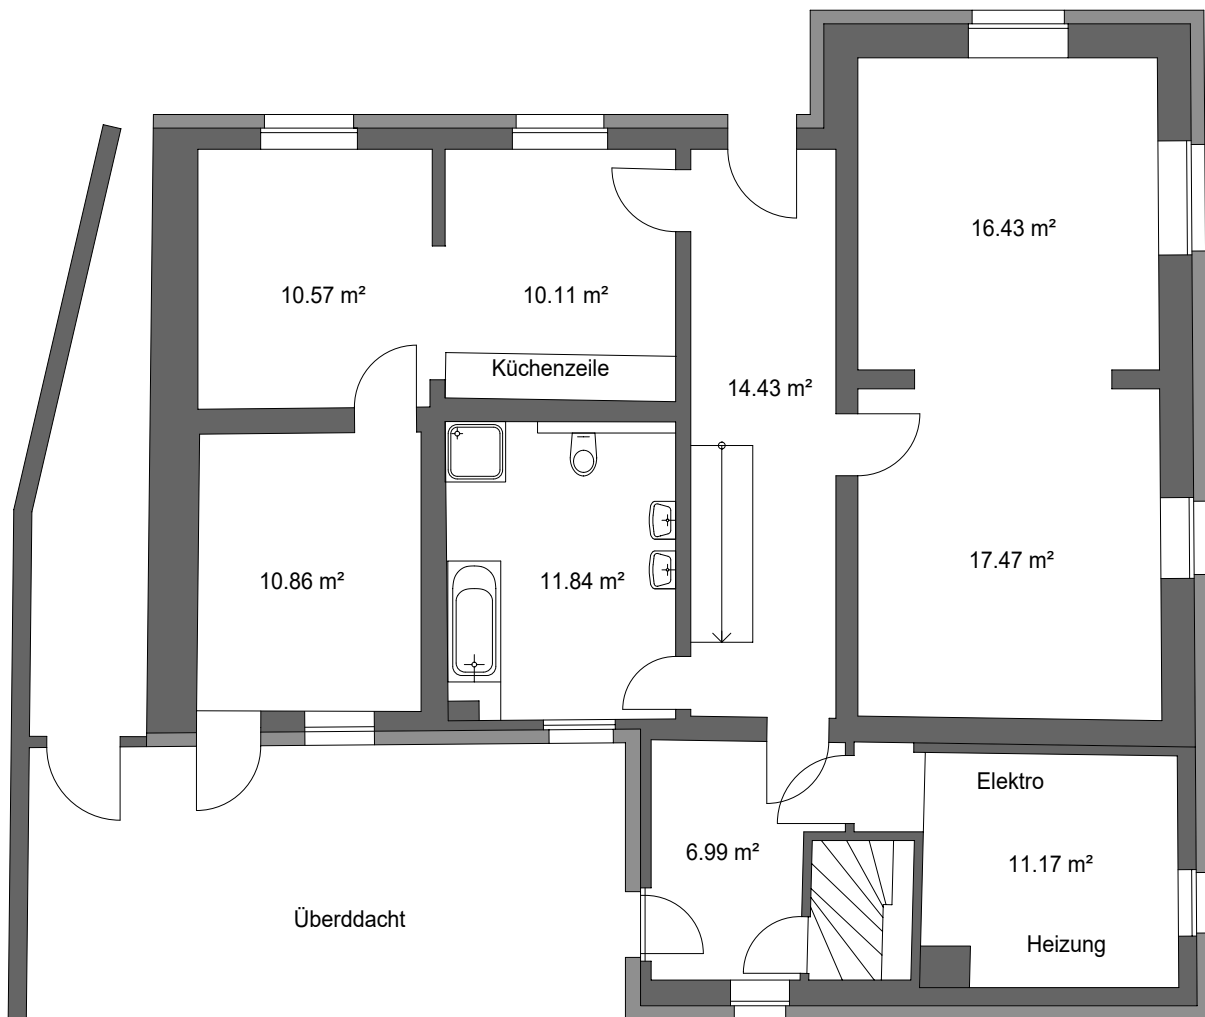 16.43 m²
10.57 m²
10.11 m²
Küchenzeile
14.43 m²
17.47 m²
10.86 m²
11.84 m²
Elektro
6.99 m²
11.17 m²
Überddacht
Heizung